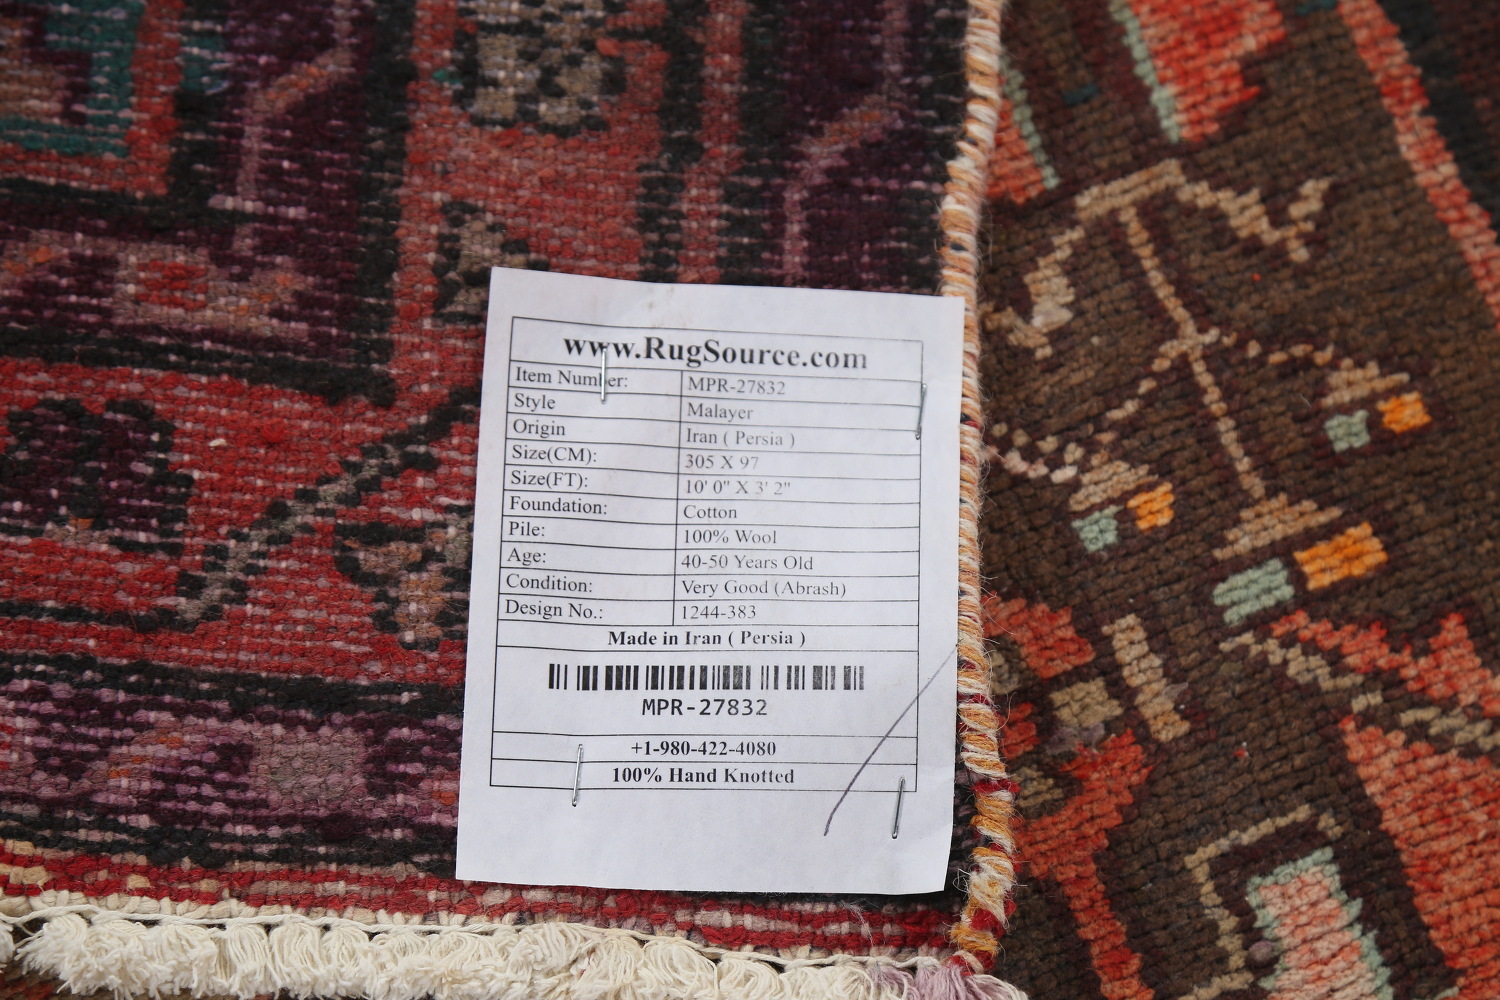 www.RugSource.com
Item Number: MPR-27832
Style Malayer
Origin Iran ( Persia )
Size(CM): 305 X 97
Size(FT): 10' 0" X 3' 2"
Foundation: Cotton
Pile: 100% Wool
Age: 40-50 Years Old
Condition: Very Good (Abrash)
Design No.: 1244-383
Made in Iran ( Persia )
MPR-27832
+1-980-422-4080
100% Hand Knotted